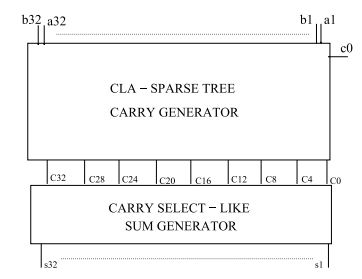 b32 a32 b1 a1
c0
CLA – SPARSE TREE
CARRY GENERATOR
C32 C28 C24 C20 C16 C12 C8 C4 C0
CARRY SELECT – LIKE
SUM GENERATOR
s32 s1